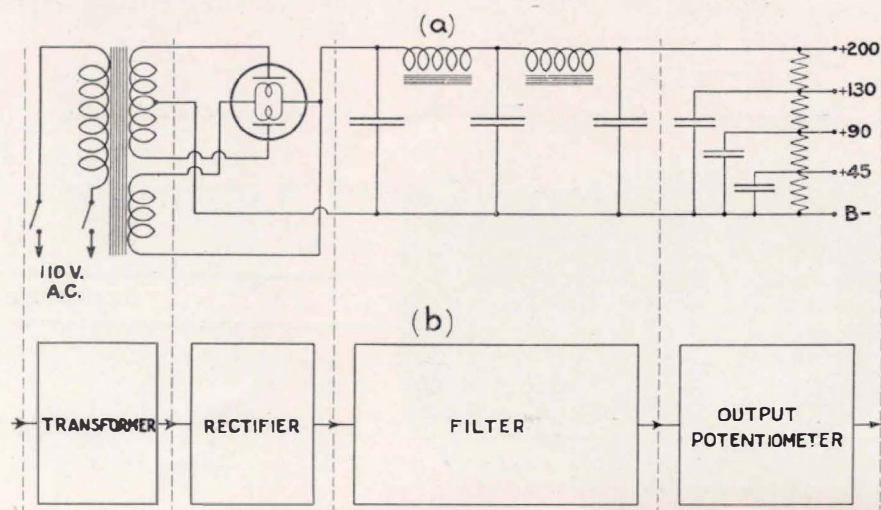 (a)
+200
+130
+90
+45
B-
110 V.
A.C.
(b)
TRANSFORMER
RECTIFIER
FILTER
OUTPUT
POTENTIOMETER